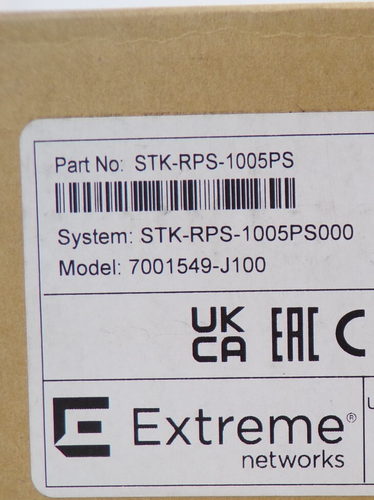 Part No: STK-RPS-1005PS
System: STK-RPS-1005PS000
Model: 7001549-J100
UK
CA
EAC
Extreme®
networks